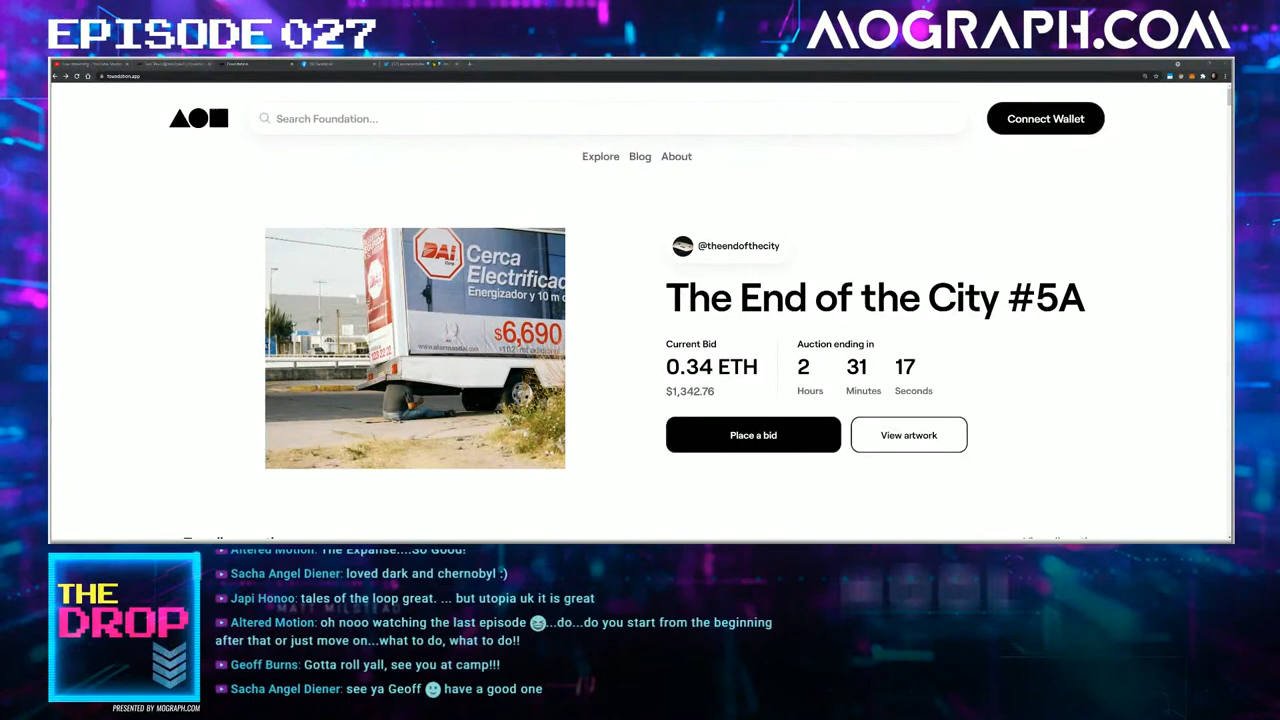 EPISODE 027
MOGRAPH.COM
foundation.app
Search Foundation...
Connect Wallet
Explore Blog About
DAI
Cerca
Electrificad
Energizador y 10 m
$6,690
@theendofthecity
The End of the City #5A
Current Bid
Auction ending in
0.34 ETH
2 31 17
$1,342.76
Hours Minutes Seconds
Place a bid
View artwork
Altered Motion: The Expanse....So Good!
Sacha Angel Diener: loved dark and chernobyl :)
Japi Honoo: tales of the loop great. ... but utopia uk it is great
MATT MILSTEAD
Altered Motion: oh nooo watching the last episode 😆...do...do you start from the beginning
after that or just move on...what to do, what to do!!
Geoff Burns: Gotta roll yall, see you at camp!!!
Sacha Angel Diener: see ya Geoff 🙂 have a good one
THE
DROP
PRESENTED BY MOGRAPH.COM